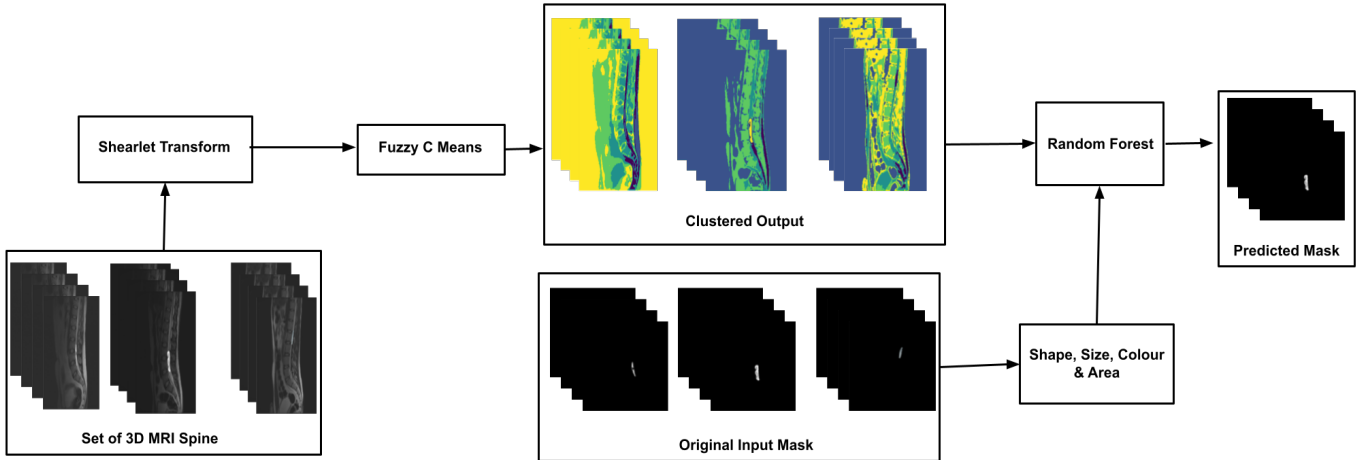 Shearlet Transform
Fuzzy C Means
Clustered Output
Random Forest
Predicted Mask
Set of 3D MRI Spine
Original Input Mask
Shape, Size, Colour
& Area